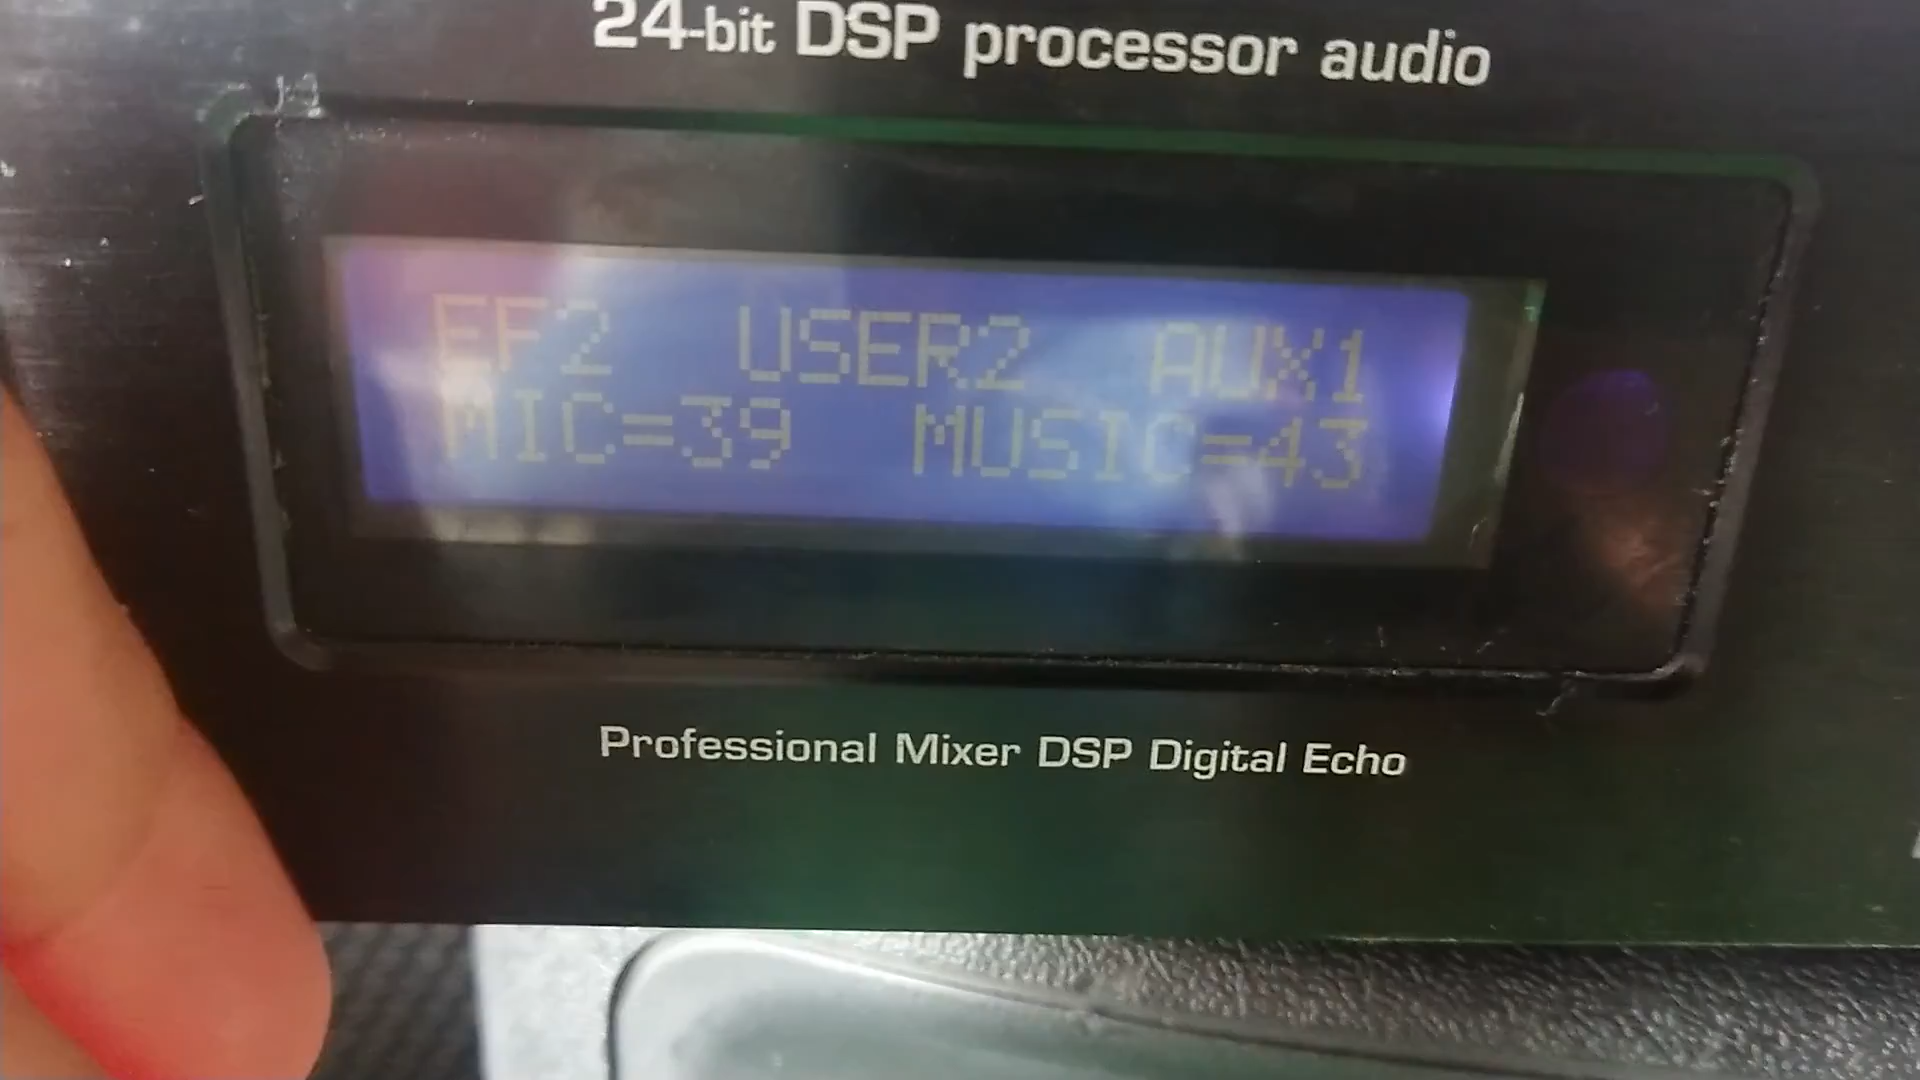 24-bit DSP processor audio
EF2 USER2 AUX1
MIC=39 MUSIC=43
Professional Mixer DSP Digital Echo